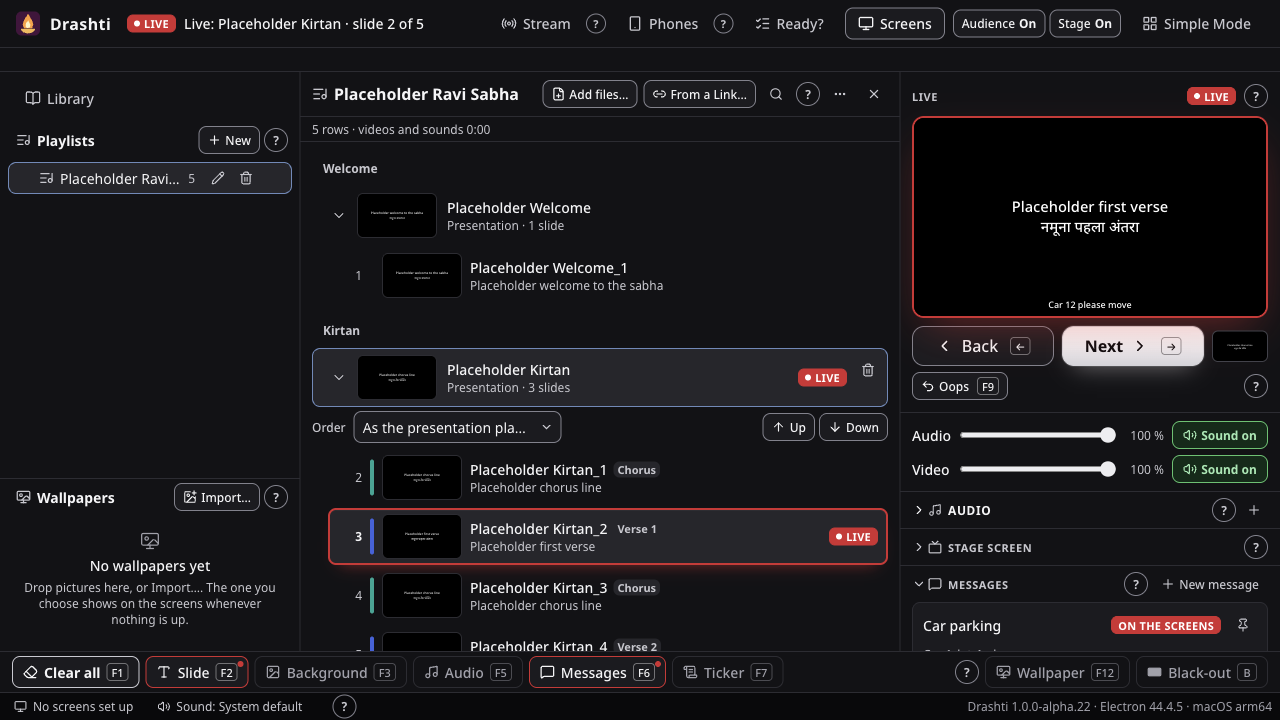 Drashti
LIVE
Live: Placeholder Kirtan · slide 2 of 5
Stream
?
Phones
?
Ready?
Screens
Audience On
Stage On
Simple Mode
Library
Playlists
New
?
Placeholder Ravi...
5
Wallpapers
Import...
?
No wallpapers yet
Drop pictures here, or Import.... The one you
choose shows on the screens whenever
nothing is up.
Placeholder Ravi Sabha
Add files...
From a Link...
?
5 rows · videos and sounds 0:00
Welcome
Placeholder Welcome
Presentation · 1 slide
1
Placeholder Welcome_1
Placeholder welcome to the sabha
Kirtan
Placeholder Kirtan
Presentation · 3 slides
LIVE
Order
As the presentation pla...
Up
Down
2
Placeholder Kirtan_1
Chorus
Placeholder chorus line
3
Placeholder Kirtan_2
Verse 1
Placeholder first verse
LIVE
4
Placeholder Kirtan_3
Chorus
Placeholder chorus line
Placeholder Kirtan_4
Verse 2
LIVE
LIVE
?
Placeholder first verse
नमूना पहला अंतरा
Car 12 please move
Back
Next
Oops
F9
?
Audio
100 %
Sound on
Video
100 %
Sound on
AUDIO
?
STAGE SCREEN
?
MESSAGES
?
New message
Car parking
ON THE SCREENS
Clear all F1
Slide F2
Background F3
Audio F5
Messages F6
Ticker F7
?
Wallpaper F12
Black-out B
No screens set up
Sound: System default
?
Drashti 1.0.0-alpha.22 · Electron 44.4.5 · macOS arm64